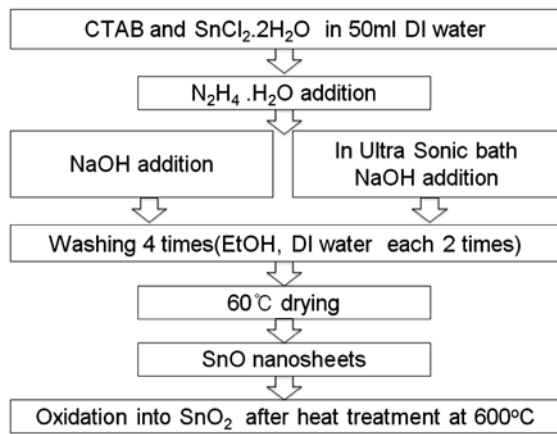 CTAB and SnCl₂.2H₂O in 50ml DI water
N₂H₄ .H₂O addition
NaOH addition
In Ultra Sonic bath
NaOH addition
Washing 4 times(EtOH, DI water each 2 times)
60℃ drying
SnO nanosheets
Oxidation into SnO₂ after heat treatment at 600ºC